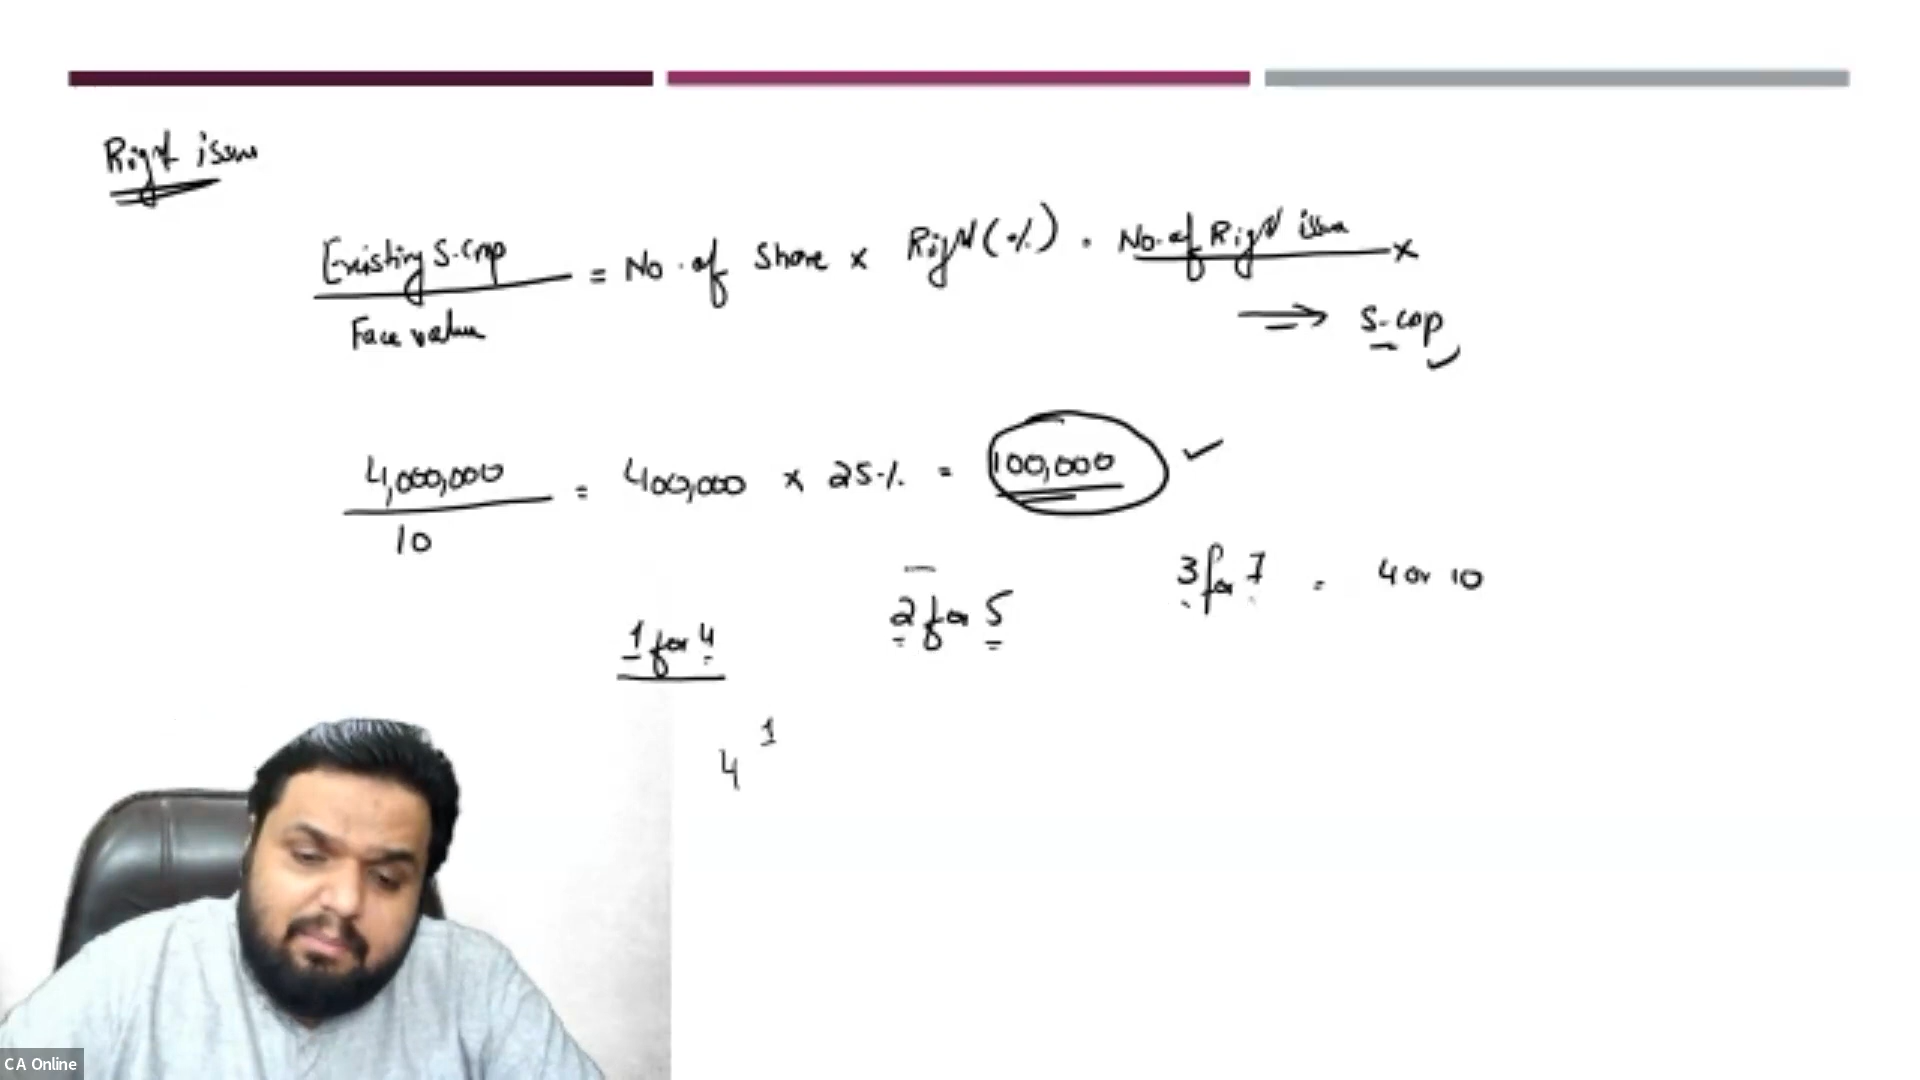 Right issue
Existing S.Cap = No. of Share x Right (%) = No. of Right issue x
Face value
⇒ S-cap
4,000,000 = 400,000 x 25% = 100,000 ✓
10
1 for 4
2 for 5
3 for 7 = 4 or 10
4 1
CA Online